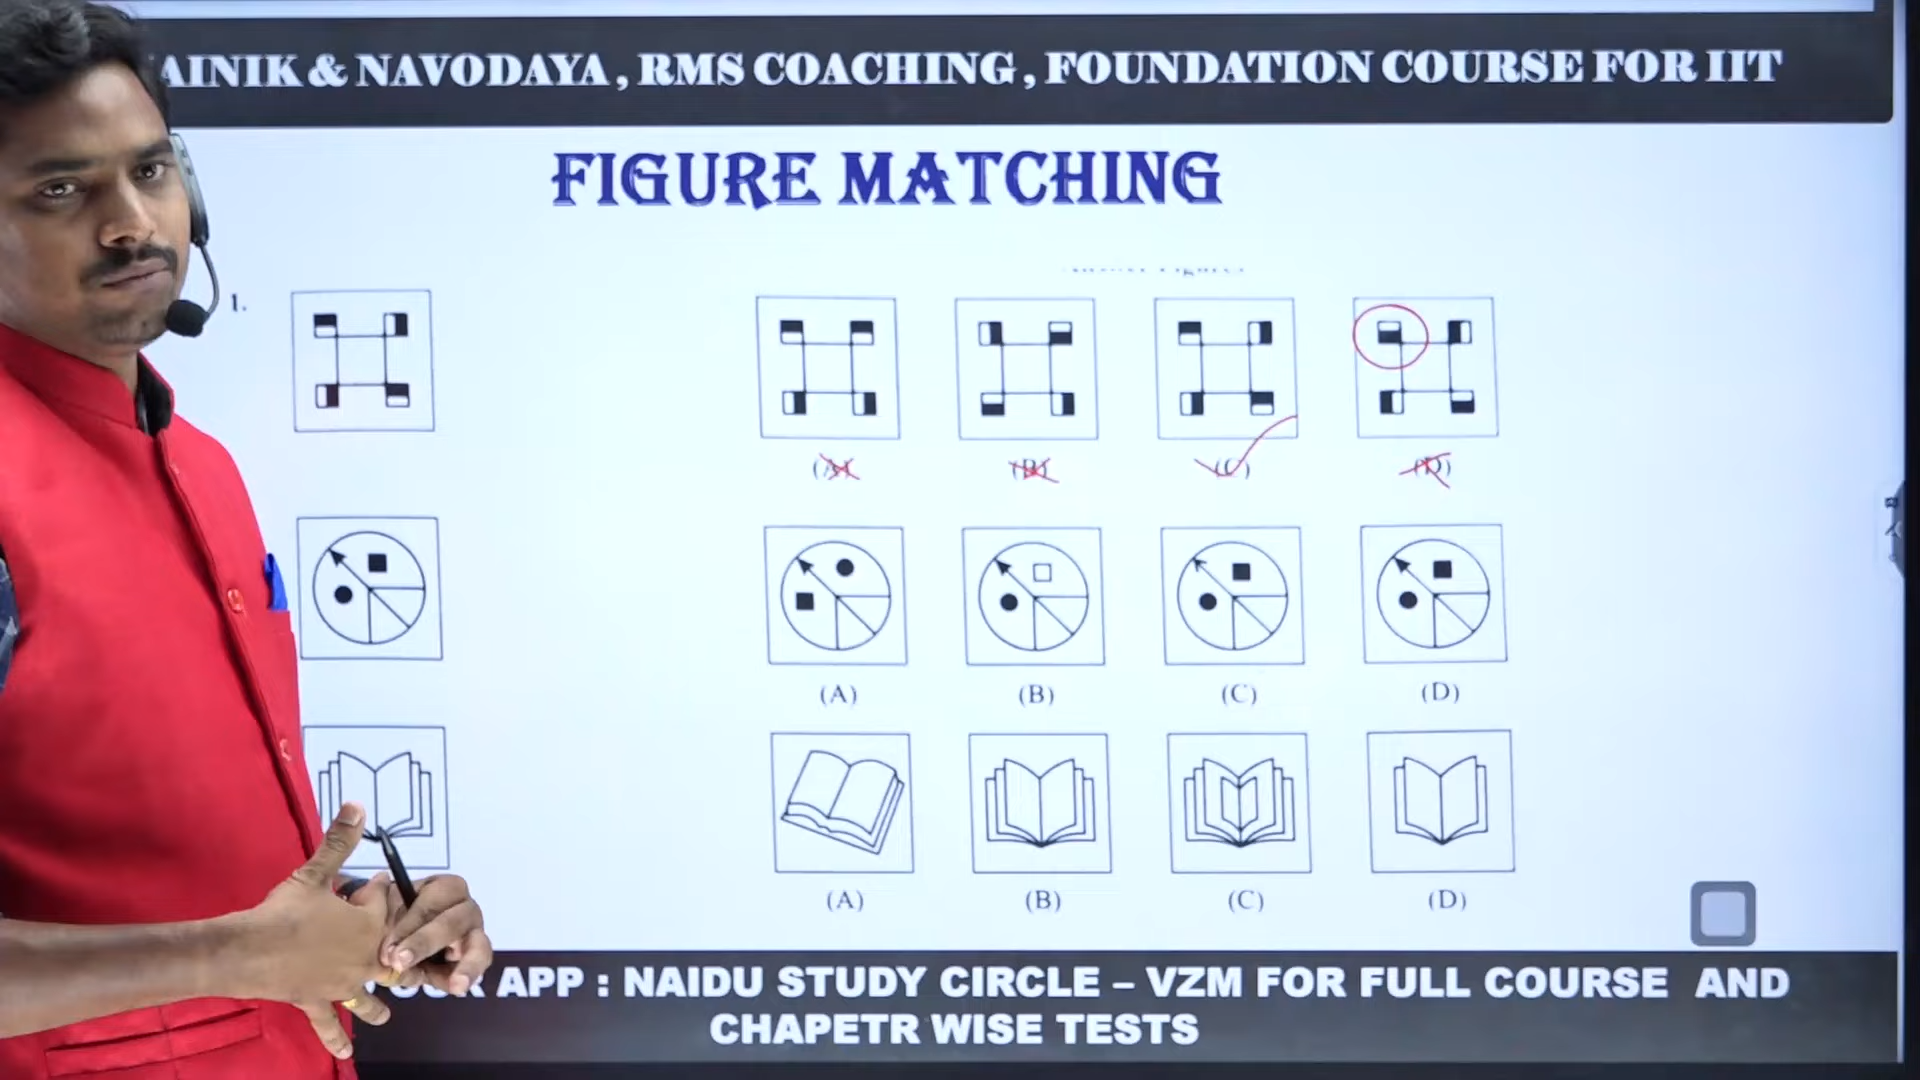 AINIK & NAVODAYA , RMS COACHING , FOUNDATION COURSE FOR IIT
FIGURE MATCHING
1.
(A) (B) (C) (D)
(A) (B) (C) (D)
(A) (B) (C) (D)
APP : NAIDU STUDY CIRCLE – VZM FOR FULL COURSE AND
CHAPETR WISE TESTS